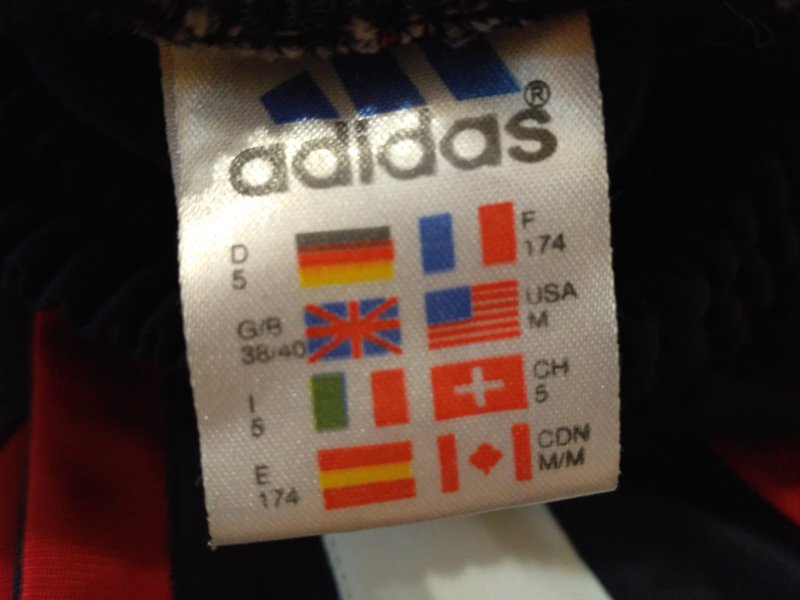 adidas®
D
5
F
174
G/B
38/40
USA
M
I
5
CH
5
E
174
CDN
M/M